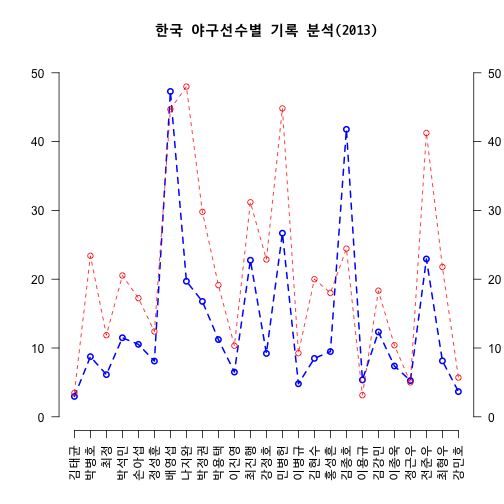 한국 야구선수별 기록 분석(2013)
50 50
40 40
30 30
20 20
10 10
0 0
김태균
박병호
최정
박석민
손아섭
정성훈
배영섭
나지완
박정권
박용택
이진영
최진행
강정호
민병헌
이병규
김현수
홍성흔
김종호
이용규
김강민
이종욱
정근우
전준우
최형우
강민호